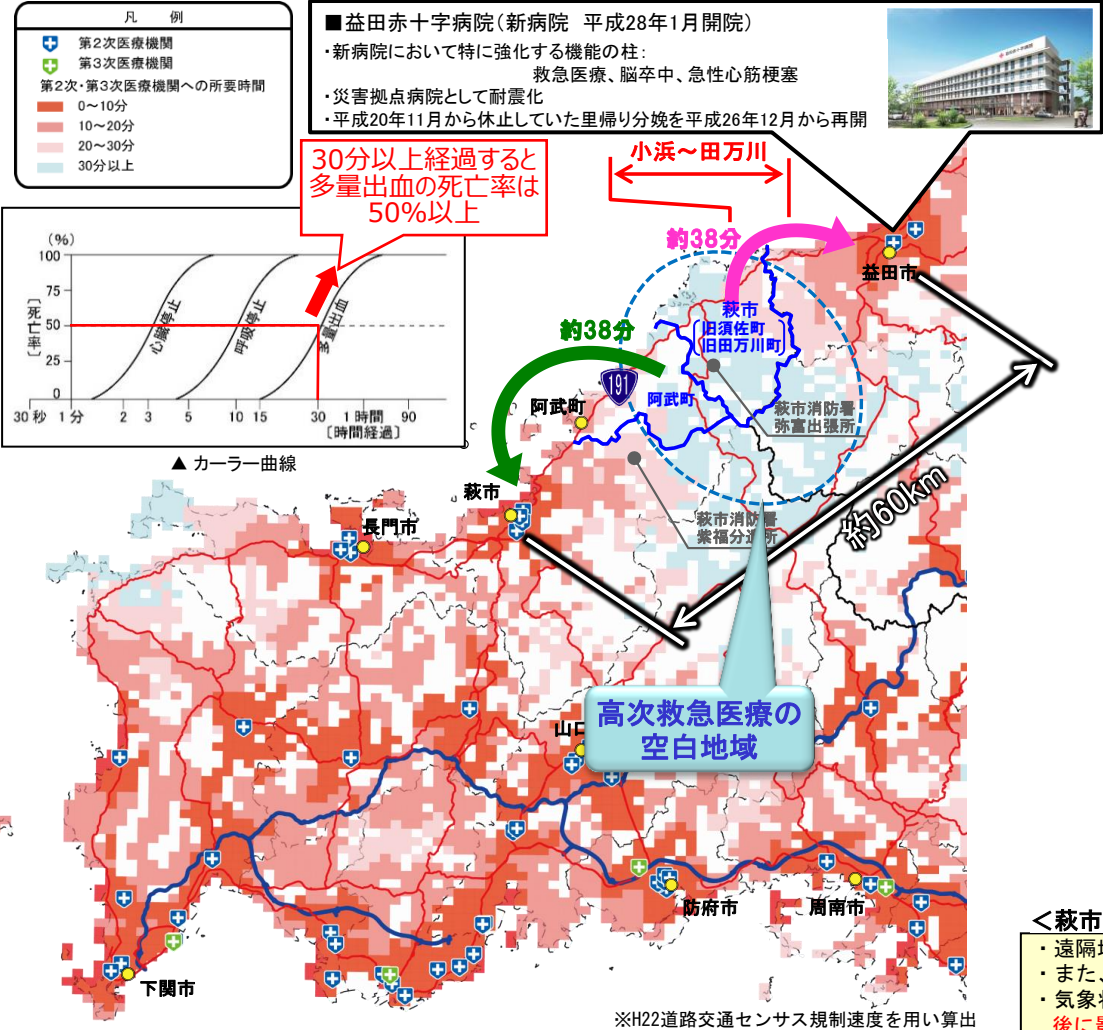 凡　例
第2次医療機関
第3次医療機関
第2次・第3次医療機関への所要時間
0～10分
10～20分
20～30分
30分以上
■益田赤十字病院（新病院　平成28年1月開院）
・新病院において特に強化する機能の柱：
救急医療、脳卒中、急性心筋梗塞
・災害拠点病院として耐震化
・平成20年11月から休止していた里帰り分娩を平成26年12月から再開
30分以上経過すると
多量出血の死亡率は
50%以上
小浜～田万川
(%)
100
75
50
25
0
〔死亡率〕
心臓停止
呼吸停止
多量出血
30秒 1分 2 3 5 10 15 30 1時間 90
〔時間経過〕
▲ カーラー曲線
約38分
益田市
約38分
萩市
旧須佐町
旧田万川町
191
阿武町
阿武町
萩市消防署
弥富出張所
約60km
萩市
萩市消防署
長門市
高次救急医療の
空白地域
防府市
周南市
下関市
※H22道路交通センサス規制速度を用い算出
＜萩市
・遠隔
・また、
・気象
後に